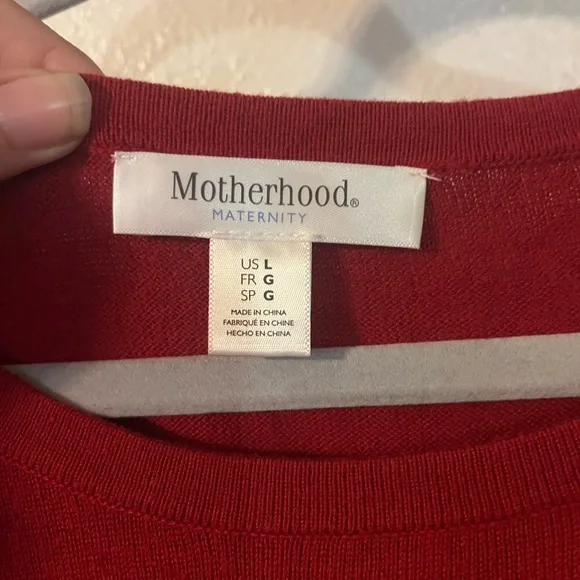 Motherhood®
MATERNITY
US L
FR G
SP G
MADE IN CHINA
FABRIQUÉ EN CHINE
HECHO EN CHINA